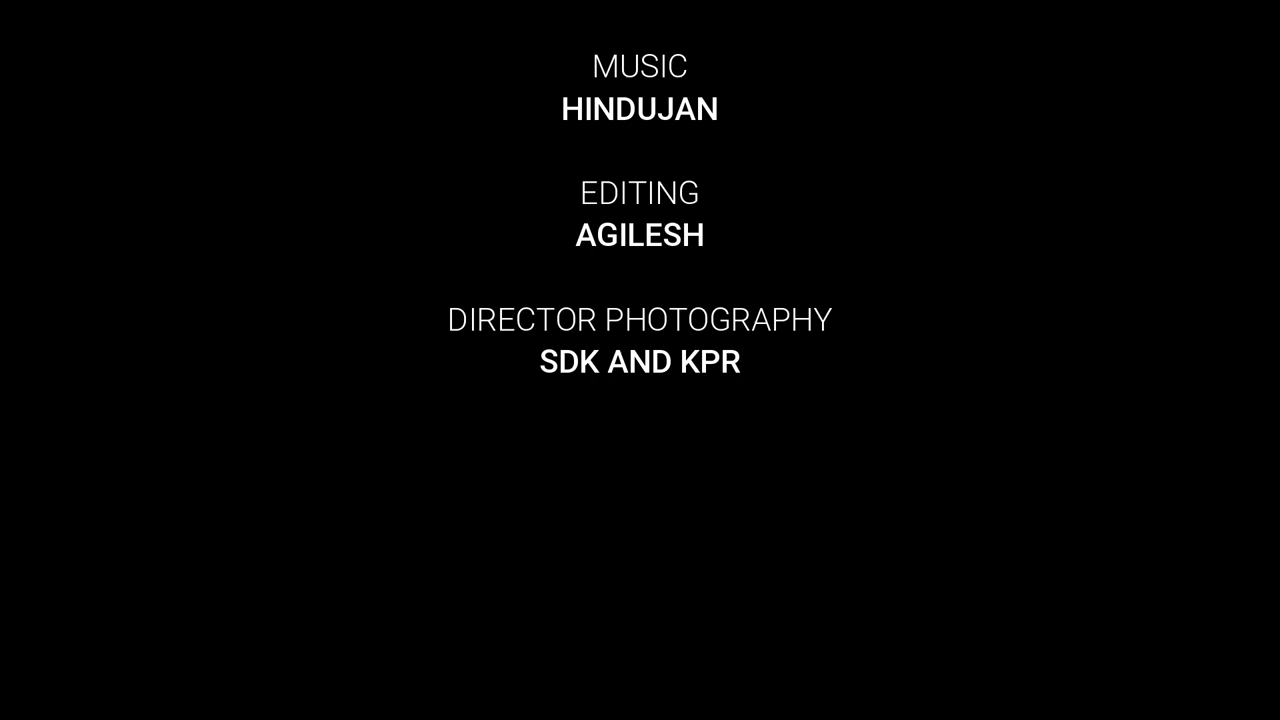 MUSIC
HINDUJAN
EDITING
AGILESH
DIRECTOR PHOTOGRAPHY
SDK AND KPR